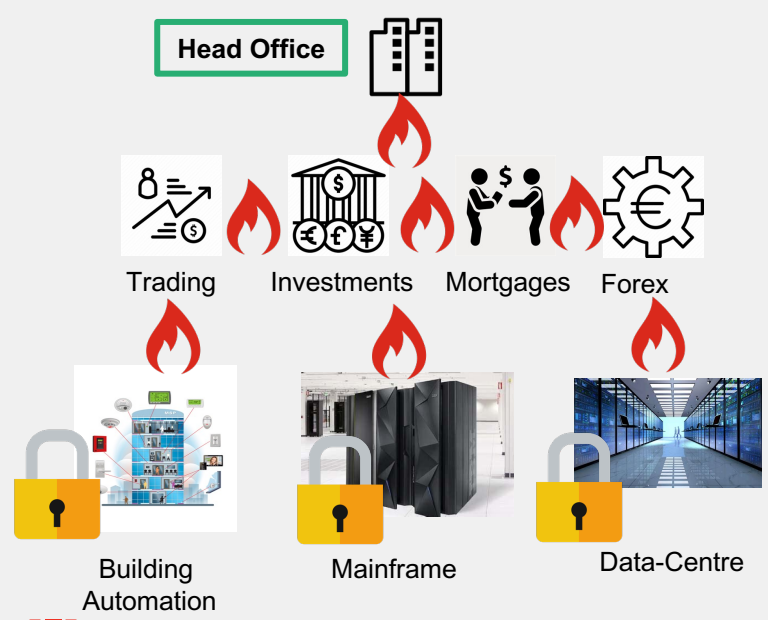 Head Office
Trading
Investments
Mortgages
Forex
Building
Automation
Mainframe
Data-Centre